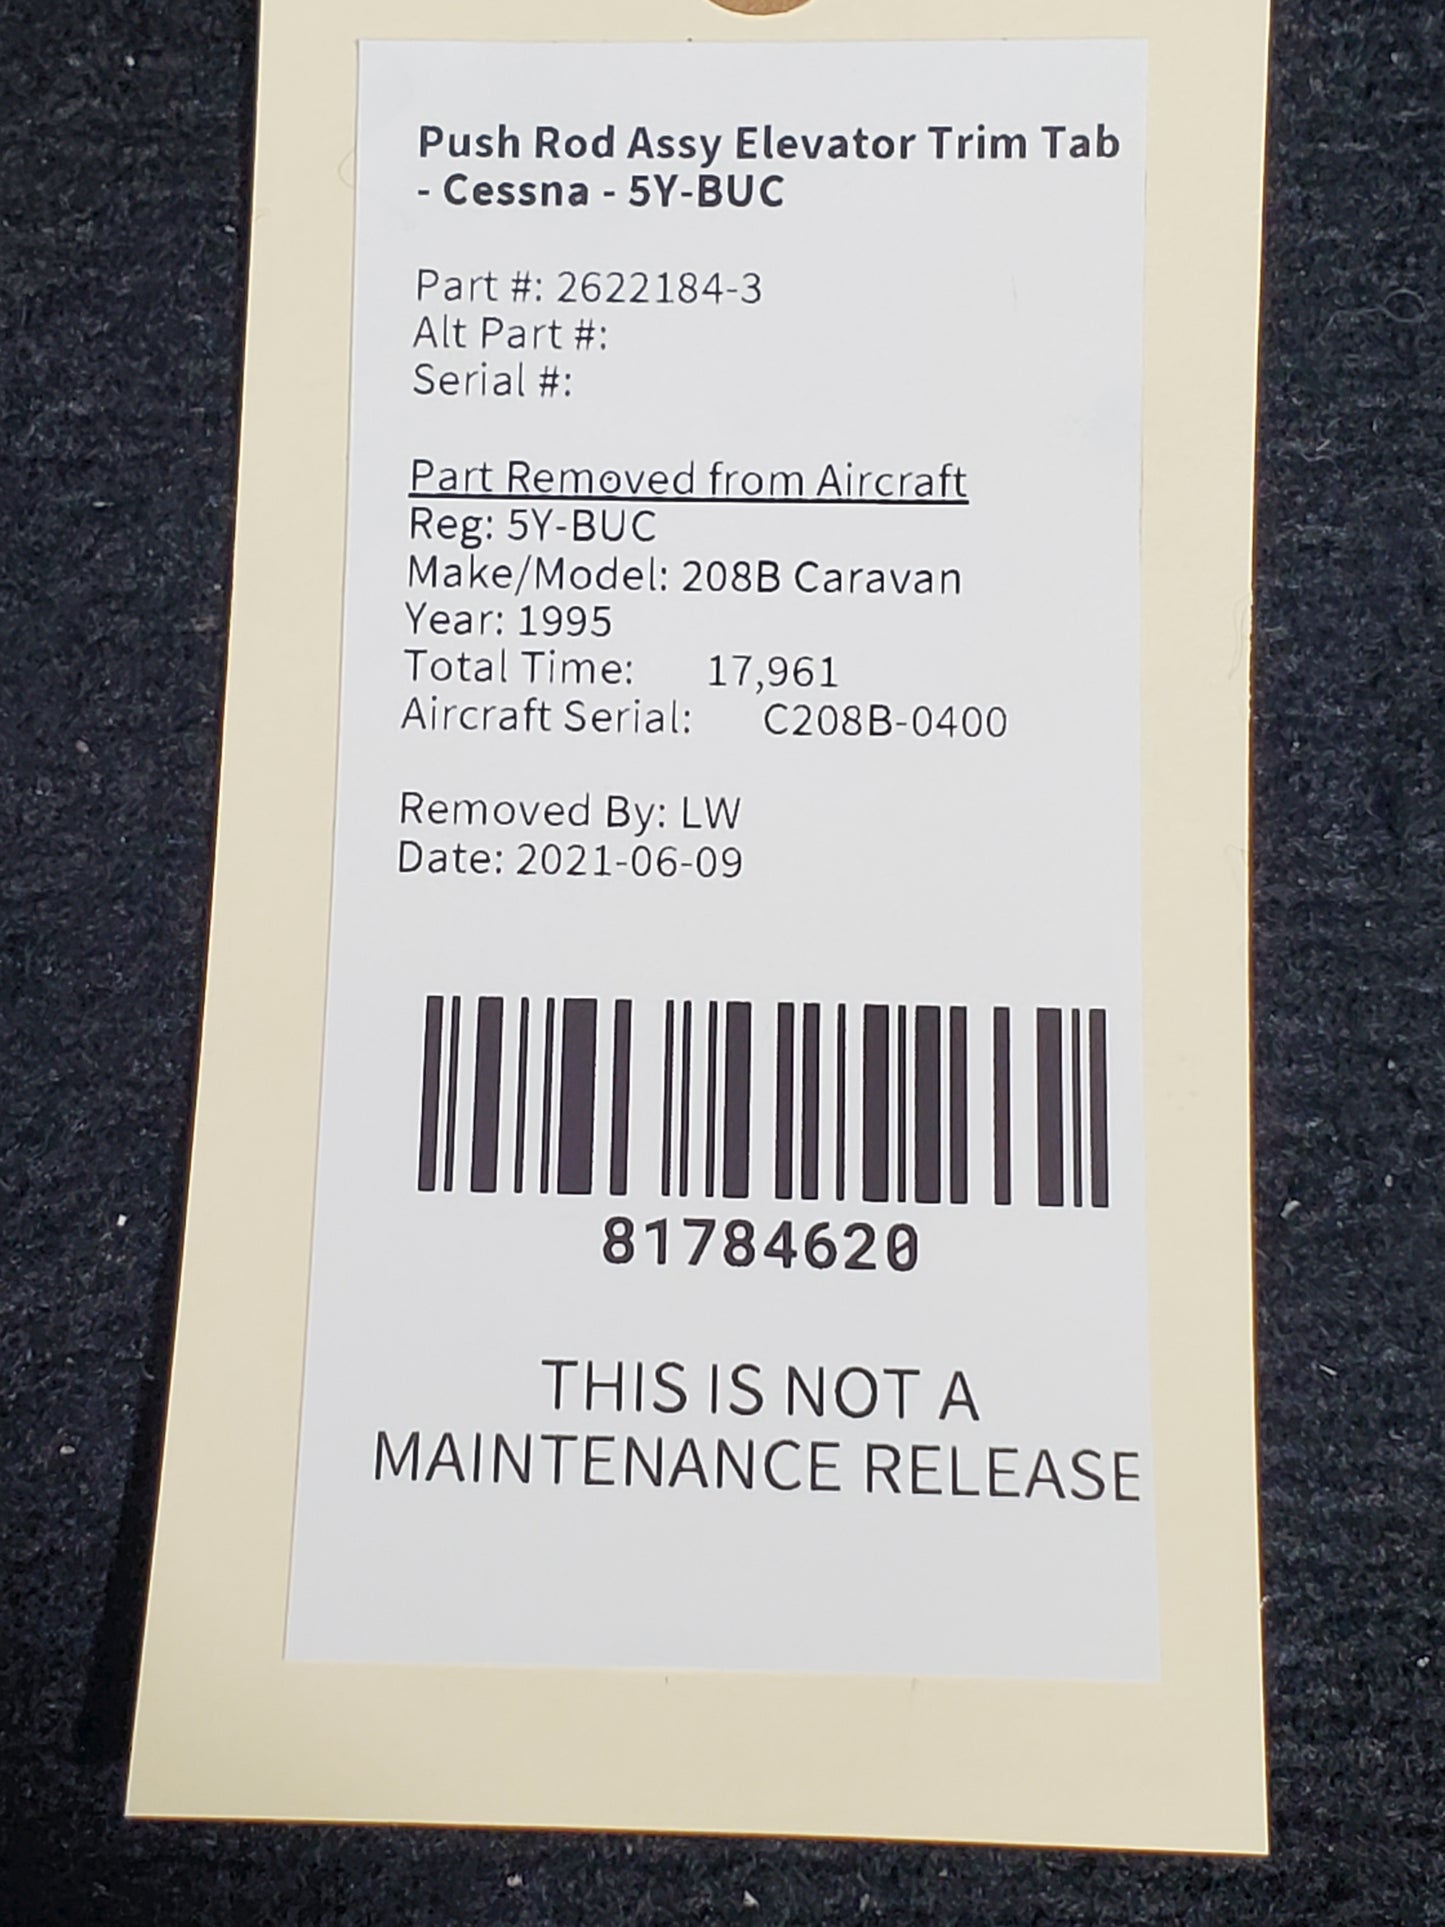 Push Rod Assy Elevator Trim Tab
- Cessna - 5Y-BUC
Part #: 2622184-3
Alt Part #:
Serial #:
Part Removed from Aircraft
Reg: 5Y-BUC
Make/Model: 208B Caravan
Year: 1995
Total Time: 17,961
Aircraft Serial: C208B-0400
Removed By: LW
Date: 2021-06-09
81784620
THIS IS NOT A
MAINTENANCE RELEASE